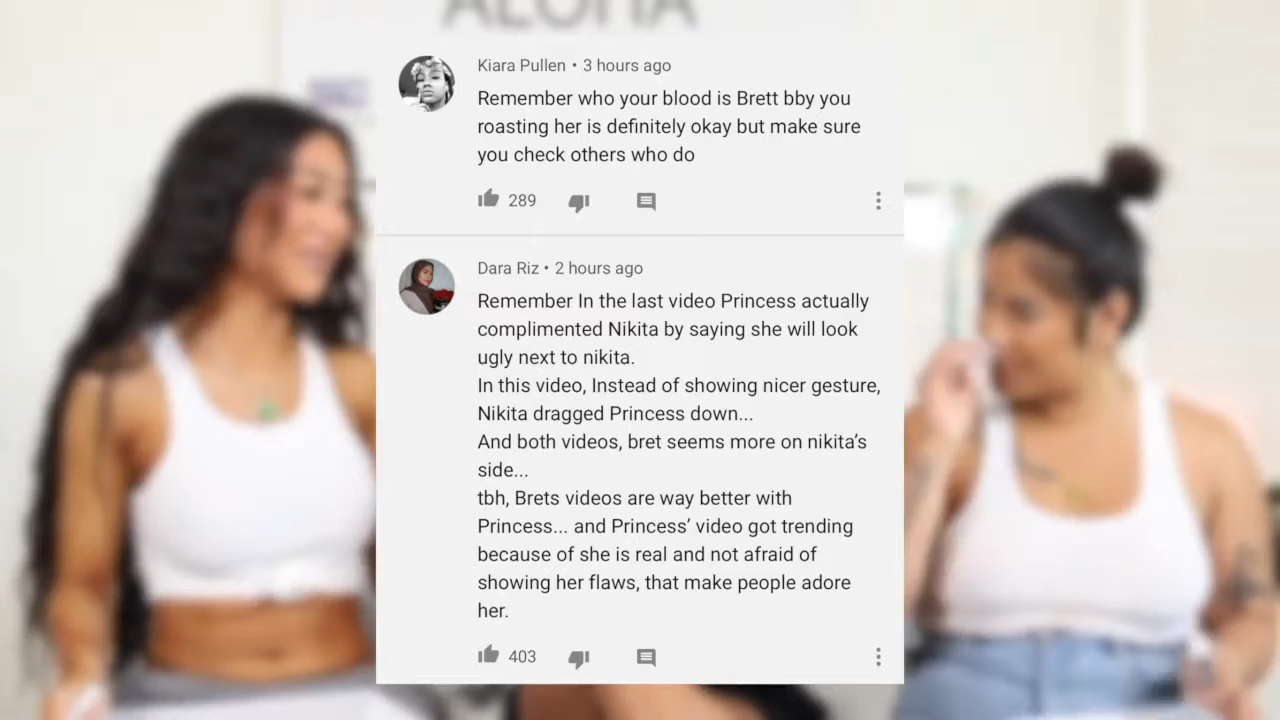 ALOHA
Kiara Pullen • 3 hours ago
Remember who your blood is Brett bby you
roasting her is definitely okay but make sure
you check others who do
289
Dara Riz • 2 hours ago
Remember In the last video Princess actually
complimented Nikita by saying she will look
ugly next to nikita.
In this video, Instead of showing nicer gesture,
Nikita dragged Princess down...
And both videos, bret seems more on nikita’s
side...
tbh, Brets videos are way better with
Princess... and Princess’ video got trending
because of she is real and not afraid of
showing her flaws, that make people adore
her.
403